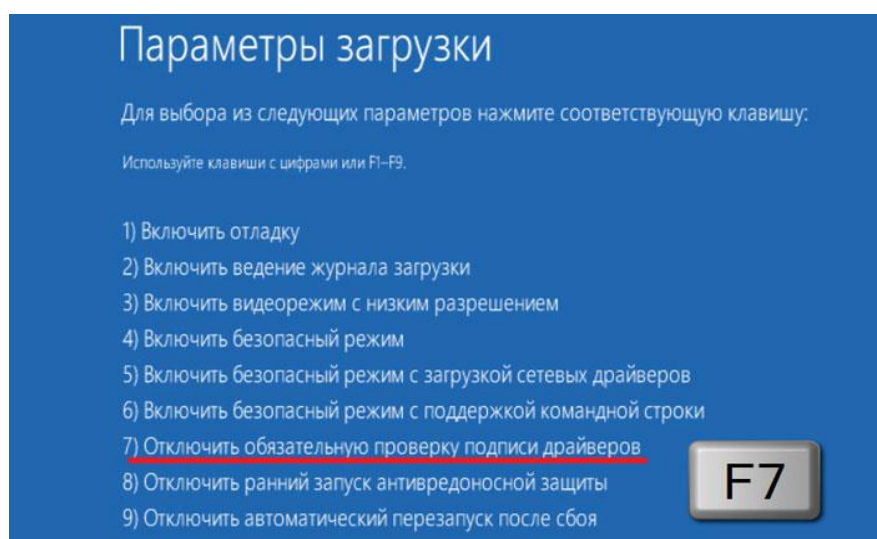 Параметры загрузки
Для выбора из следующих параметров нажмите соответствующую клавишу:
Используйте клавиши с цифрами или F1–F9.
1) Включить отладку
2) Включить ведение журнала загрузки
3) Включить видеорежим с низким разрешением
4) Включить безопасный режим
5) Включить безопасный режим с загрузкой сетевых драйверов
6) Включить безопасный режим с поддержкой командной строки
7) Отключить обязательную проверку подписи драйверов
8) Отключить ранний запуск антивредоносной защиты
9) Отключить автоматический перезапуск после сбоя
F7